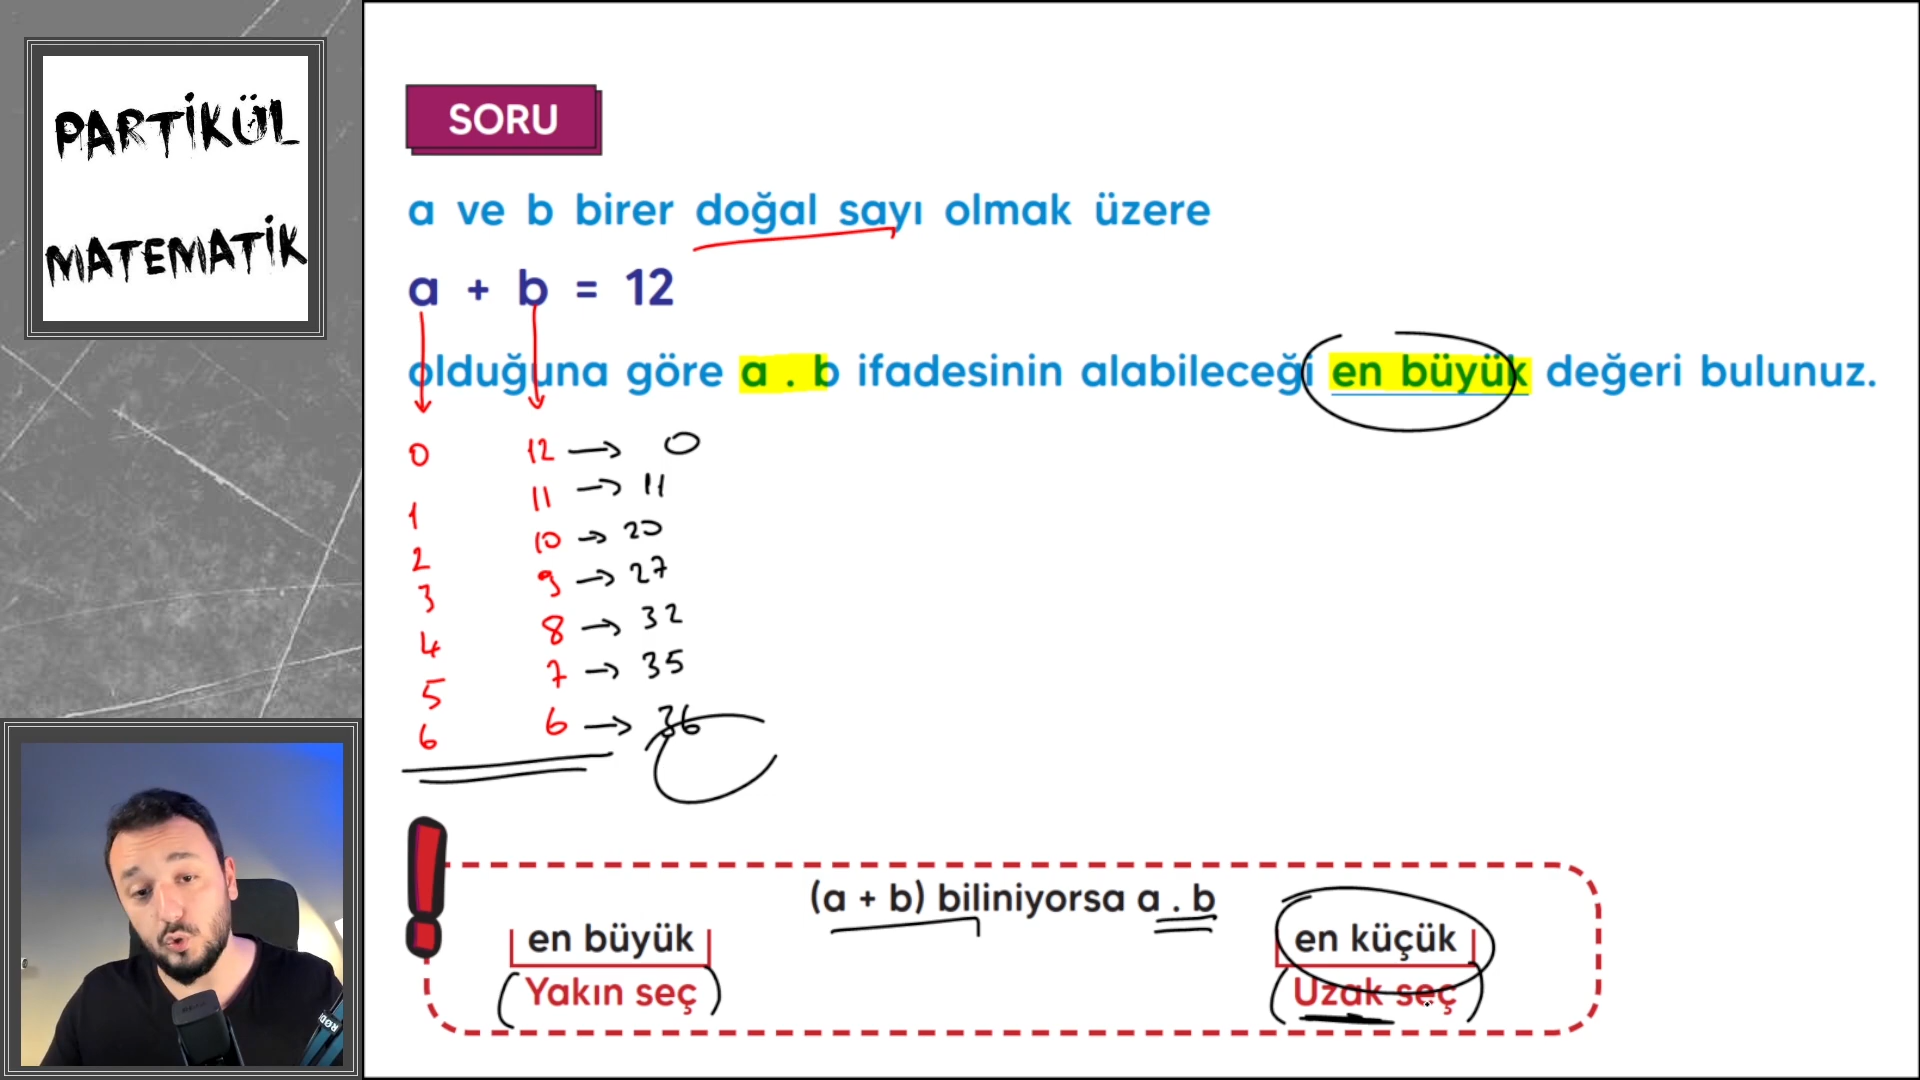 PARTİKÜL
MATEMATİK
SORU
a ve b birer doğal sayı olmak üzere
a + b = 12
olduğuna göre a . b ifadesinin alabileceği en büyük değeri bulunuz.
0 12 → 0
1 11 → 11
2 10 → 20
3 9 → 27
4 8 → 32
5 7 → 35
6 6 → 36
(a + b) biliniyorsa a . b
en büyük
Yakın seç
en küçük
Uzak seç
RØDE